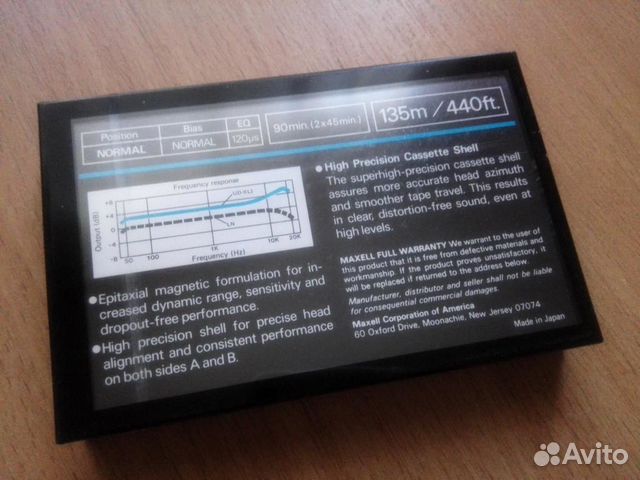 Position Bias EQ
NORMAL NORMAL 120μs
90min. (2x45min.)
135m / 440ft.
Frequency response
Output (dB)
+8
+4
0
-4
-8
UD-XL I
LN
50 100 1K 10K 20K
Frequency (Hz)
•Epitaxial magnetic formulation for in-
creased dynamic range, sensitivity and
dropout-free performance.
•High precision shell for precise head
alignment and consistent performance
on both sides A and B.
•High Precision Cassette Shell
The superhigh-precision cassette shell
assures more accurate head azimuth
and smoother tape travel. This results
in clear, distortion-free sound, even at
high levels.
MAXELL FULL WARRANTY We warrant to the user of
this product that it is free from defective materials and
workmanship. If the product proves unsatisfactory, it
will be replaced if returned to the address below.
Manufacturer, distributor and seller shall not be liable
for consequential commercial damages.
Maxell Corporation of America
60 Oxford Drive, Moonachie, New Jersey 07074
Made in Japan
Avito